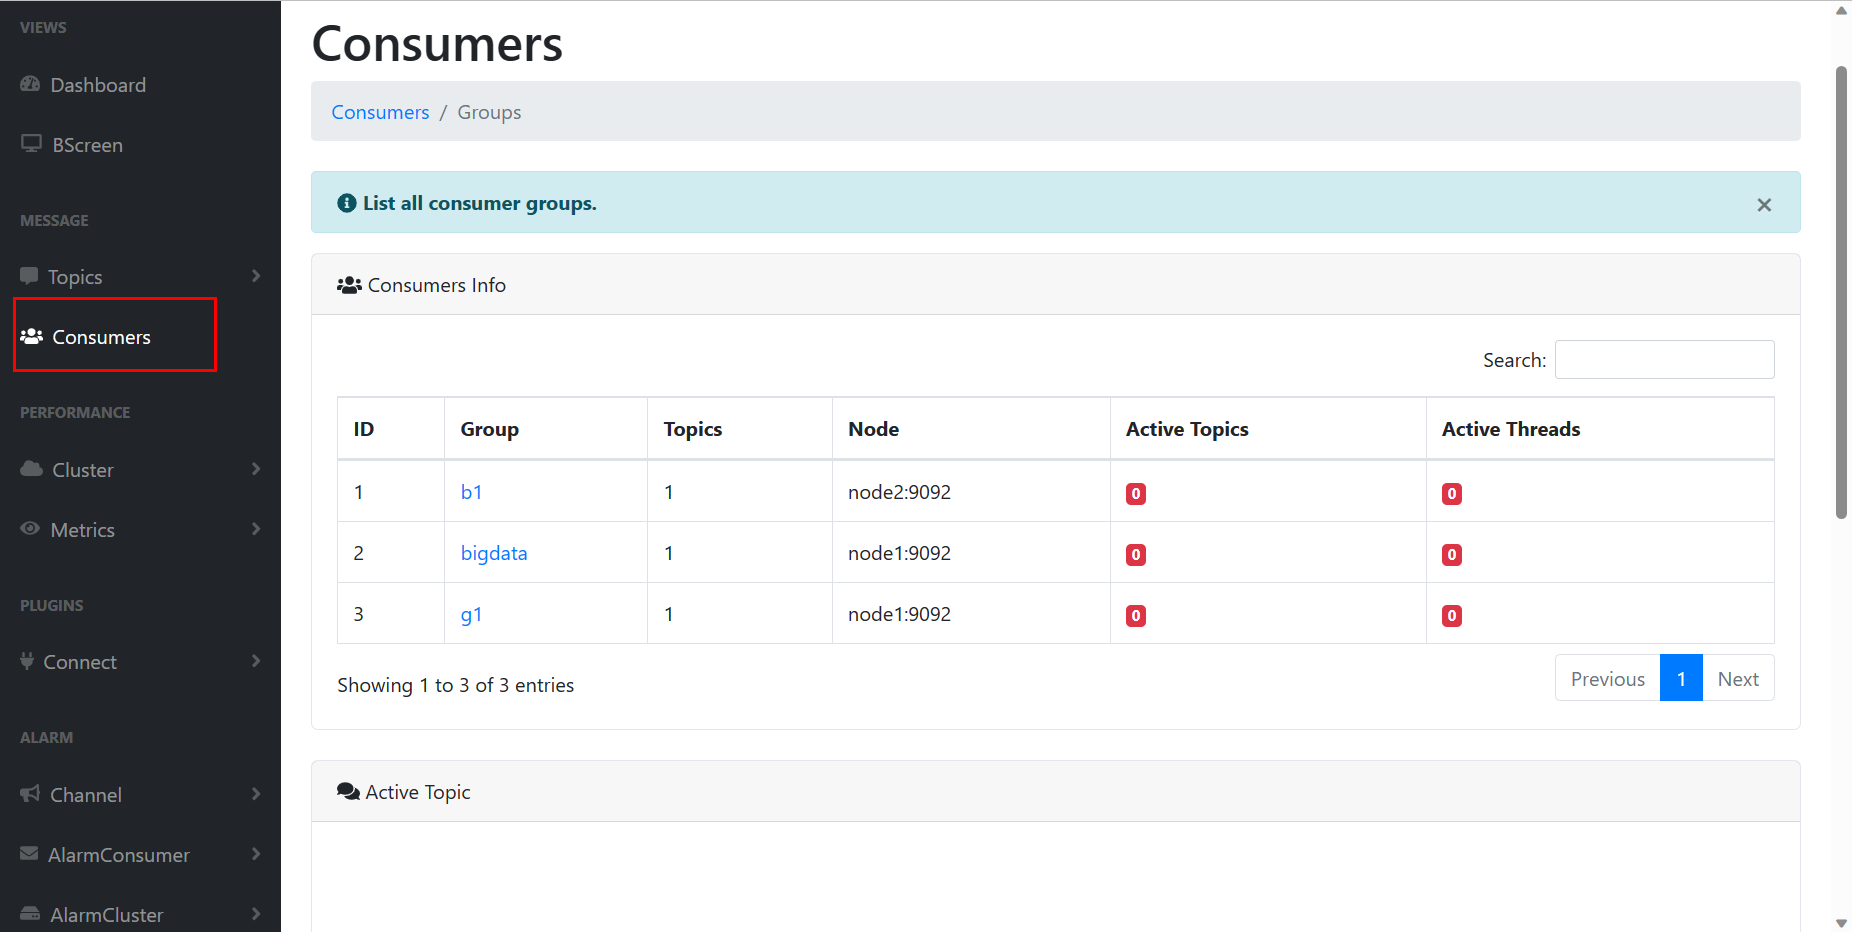 VIEWS
Dashboard
BScreen
MESSAGE
Topics
Consumers
PERFORMANCE
Cluster
Metrics
PLUGINS
Connect
ALARM
Channel
AlarmConsumer
AlarmCluster
Consumers
Consumers / Groups
List all consumer groups. ×
Consumers Info
Search:
ID Group Topics Node Active Topics Active Threads
1 b1 1 node2:9092 0 0
2 bigdata 1 node1:9092 0 0
3 g1 1 node1:9092 0 0
Showing 1 to 3 of 3 entries
Previous 1 Next
Active Topic